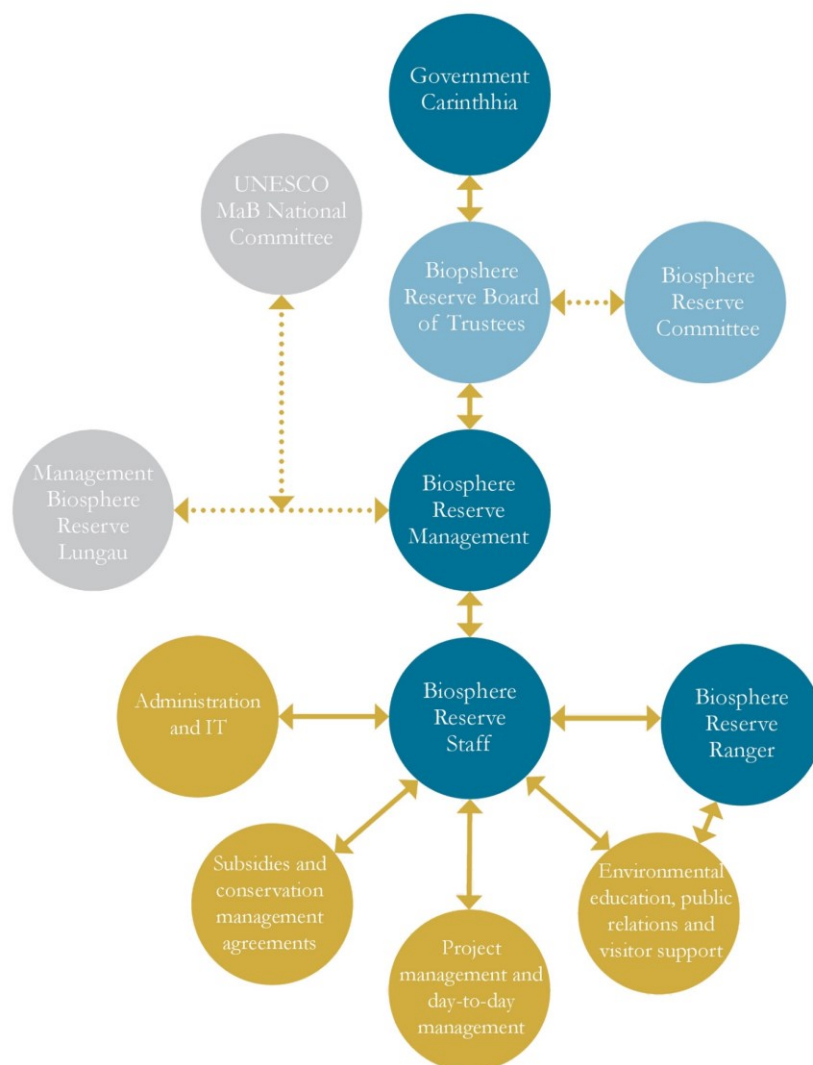 Government
Carinthhia
UNESCO
MaB National
Committee
Biopshere
Reserve Board
of Trustees
Biosphere
Reserve
Committee
Management
Biosphere
Reserve
Lungau
Biosphere
Reserve
Management
Administration
and IT
Biosphere
Reserve
Staff
Biosphere
Reserve
Ranger
Subsidies and
conservation
management
agreements
Project
management and
day-to-day
management
Environmental
education, public
relations and
visitor support